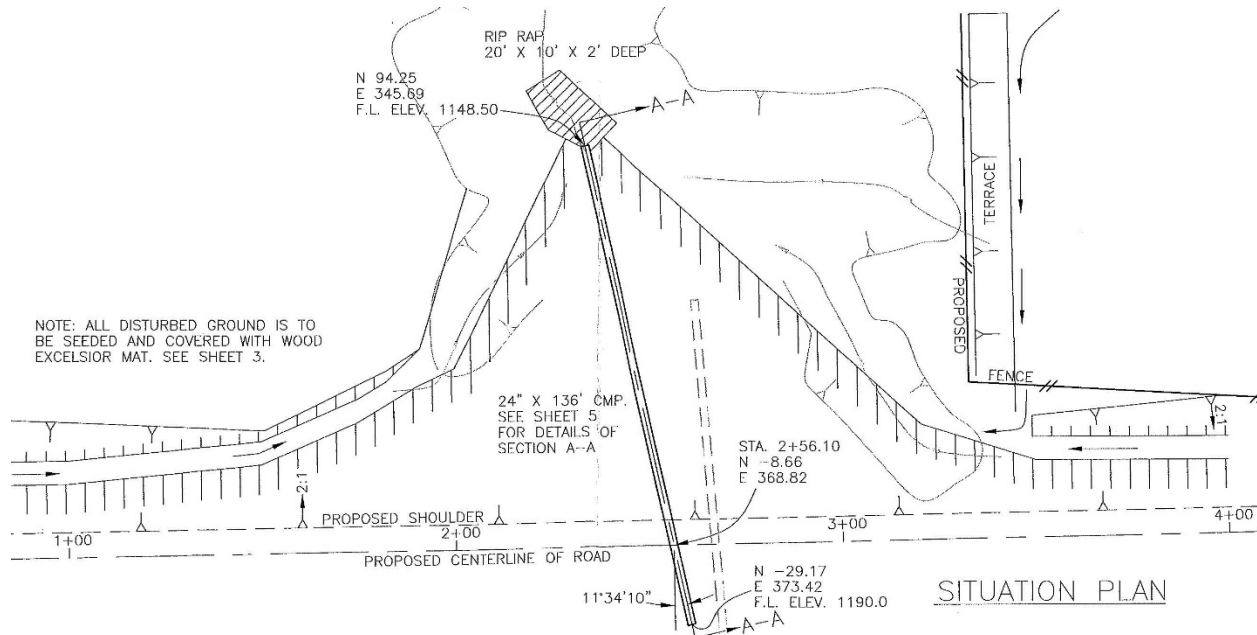 RIP RAP
20' X 10' X 2' DEEP
N 94.25
E 345.69
F.L. ELEV. 1148.50
A-A
TERRACE
PROPOSED
FENCE
NOTE: ALL DISTURBED GROUND IS TO
BE SEEDED AND COVERED WITH WOOD
EXCELSIOR MAT. SEE SHEET 3.
24" X 136' CMP.
SEE SHEET 5
FOR DETAILS OF
SECTION A-A
STA. 2+56.10
N -8.66
E 368.82
2:1
2:1
PROPOSED SHOULDER
1+00
2+00
3+00
4+00
PROPOSED CENTERLINE OF ROAD
11°34'10"
N -29.17
E 373.42
F.L. ELEV. 1190.0
A-A
SITUATION PLAN